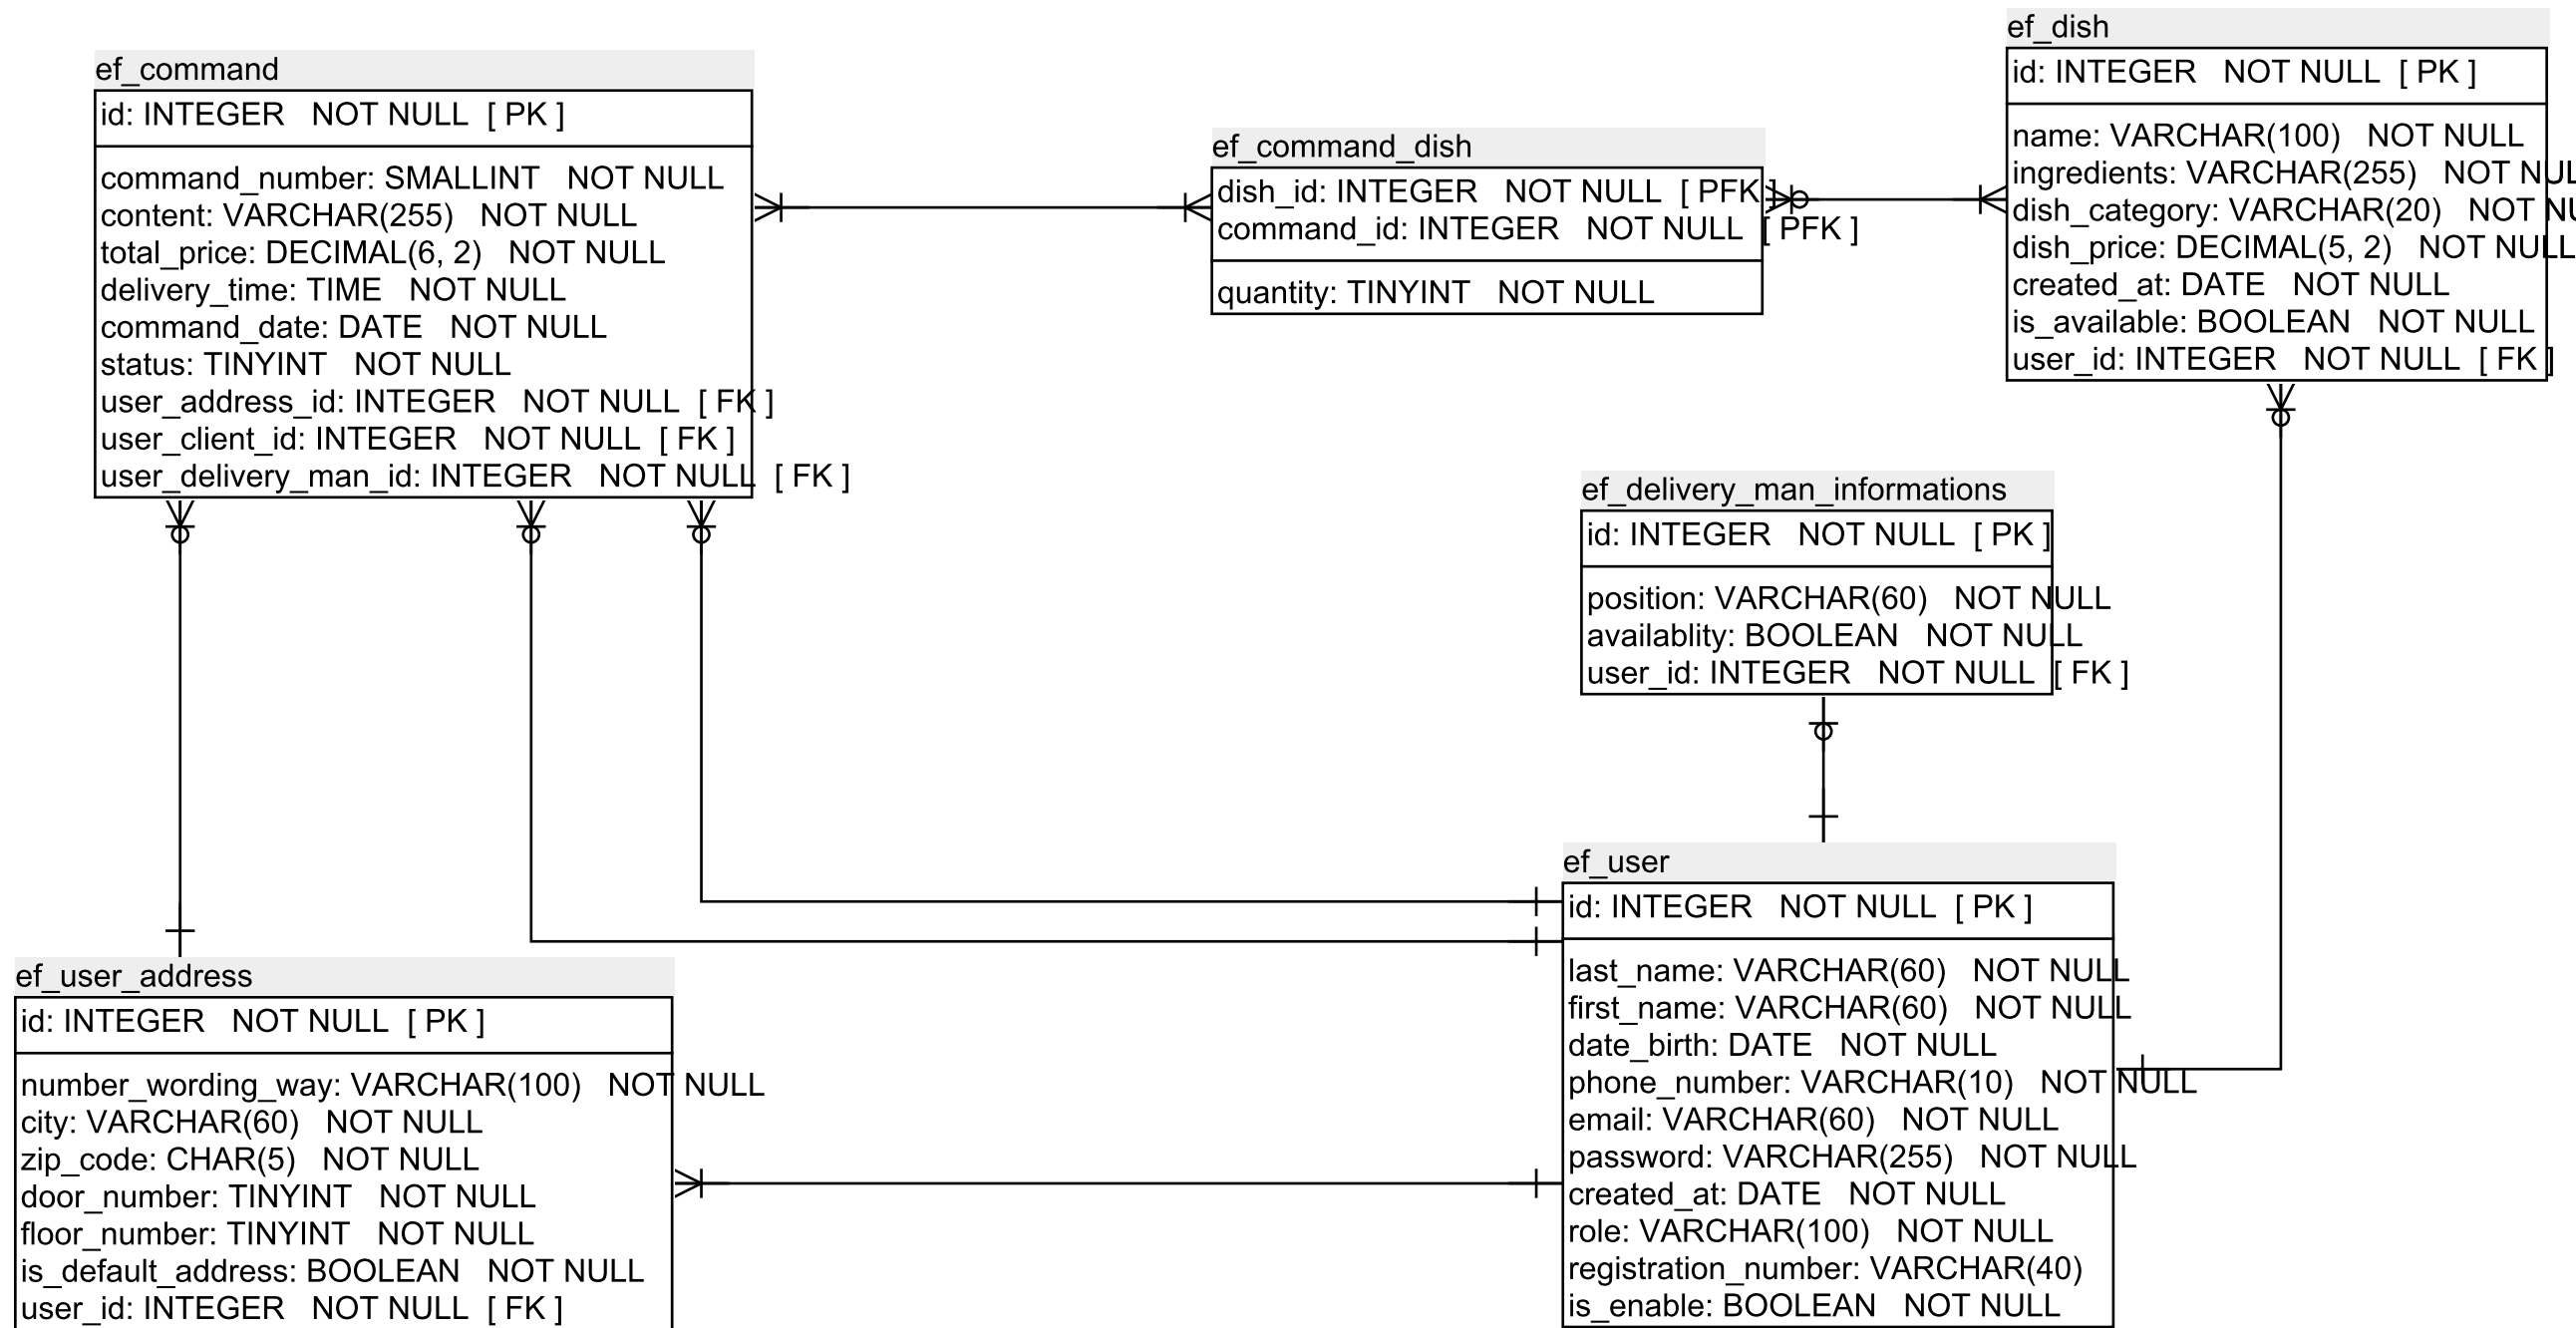 ef_command
id: INTEGER NOT NULL [ PK ]
command_number: SMALLINT NOT NULL
content: VARCHAR(255) NOT NULL
total_price: DECIMAL(6, 2) NOT NULL
delivery_time: TIME NOT NULL
command_date: DATE NOT NULL
status: TINYINT NOT NULL
user_address_id: INTEGER NOT NULL [ FK ]
user_client_id: INTEGER NOT NULL [ FK ]
user_delivery_man_id: INTEGER NOT NULL [ FK ]
ef_command_dish
dish_id: INTEGER NOT NULL [ PFK ]
command_id: INTEGER NOT NULL [ PFK ]
quantity: TINYINT NOT NULL
ef_dish
id: INTEGER NOT NULL [ PK ]
name: VARCHAR(100) NOT NULL
ingredients: VARCHAR(255) NOT NUL
dish_category: VARCHAR(20) NOT NU
dish_price: DECIMAL(5, 2) NOT NULL
created_at: DATE NOT NULL
is_available: BOOLEAN NOT NULL
user_id: INTEGER NOT NULL [ FK ]
ef_delivery_man_informations
id: INTEGER NOT NULL [ PK ]
position: VARCHAR(60) NOT NULL
availablity: BOOLEAN NOT NULL
user_id: INTEGER NOT NULL [ FK ]
ef_user
id: INTEGER NOT NULL [ PK ]
last_name: VARCHAR(60) NOT NULL
first_name: VARCHAR(60) NOT NULL
date_birth: DATE NOT NULL
phone_number: VARCHAR(10) NOT NULL
email: VARCHAR(60) NOT NULL
password: VARCHAR(255) NOT NULL
created_at: DATE NOT NULL
role: VARCHAR(100) NOT NULL
registration_number: VARCHAR(40)
is_enable: BOOLEAN NOT NULL
ef_user_address
id: INTEGER NOT NULL [ PK ]
number_wording_way: VARCHAR(100) NOT NULL
city: VARCHAR(60) NOT NULL
zip_code: CHAR(5) NOT NULL
door_number: TINYINT NOT NULL
floor_number: TINYINT NOT NULL
is_default_address: BOOLEAN NOT NULL
user_id: INTEGER NOT NULL [ FK ]